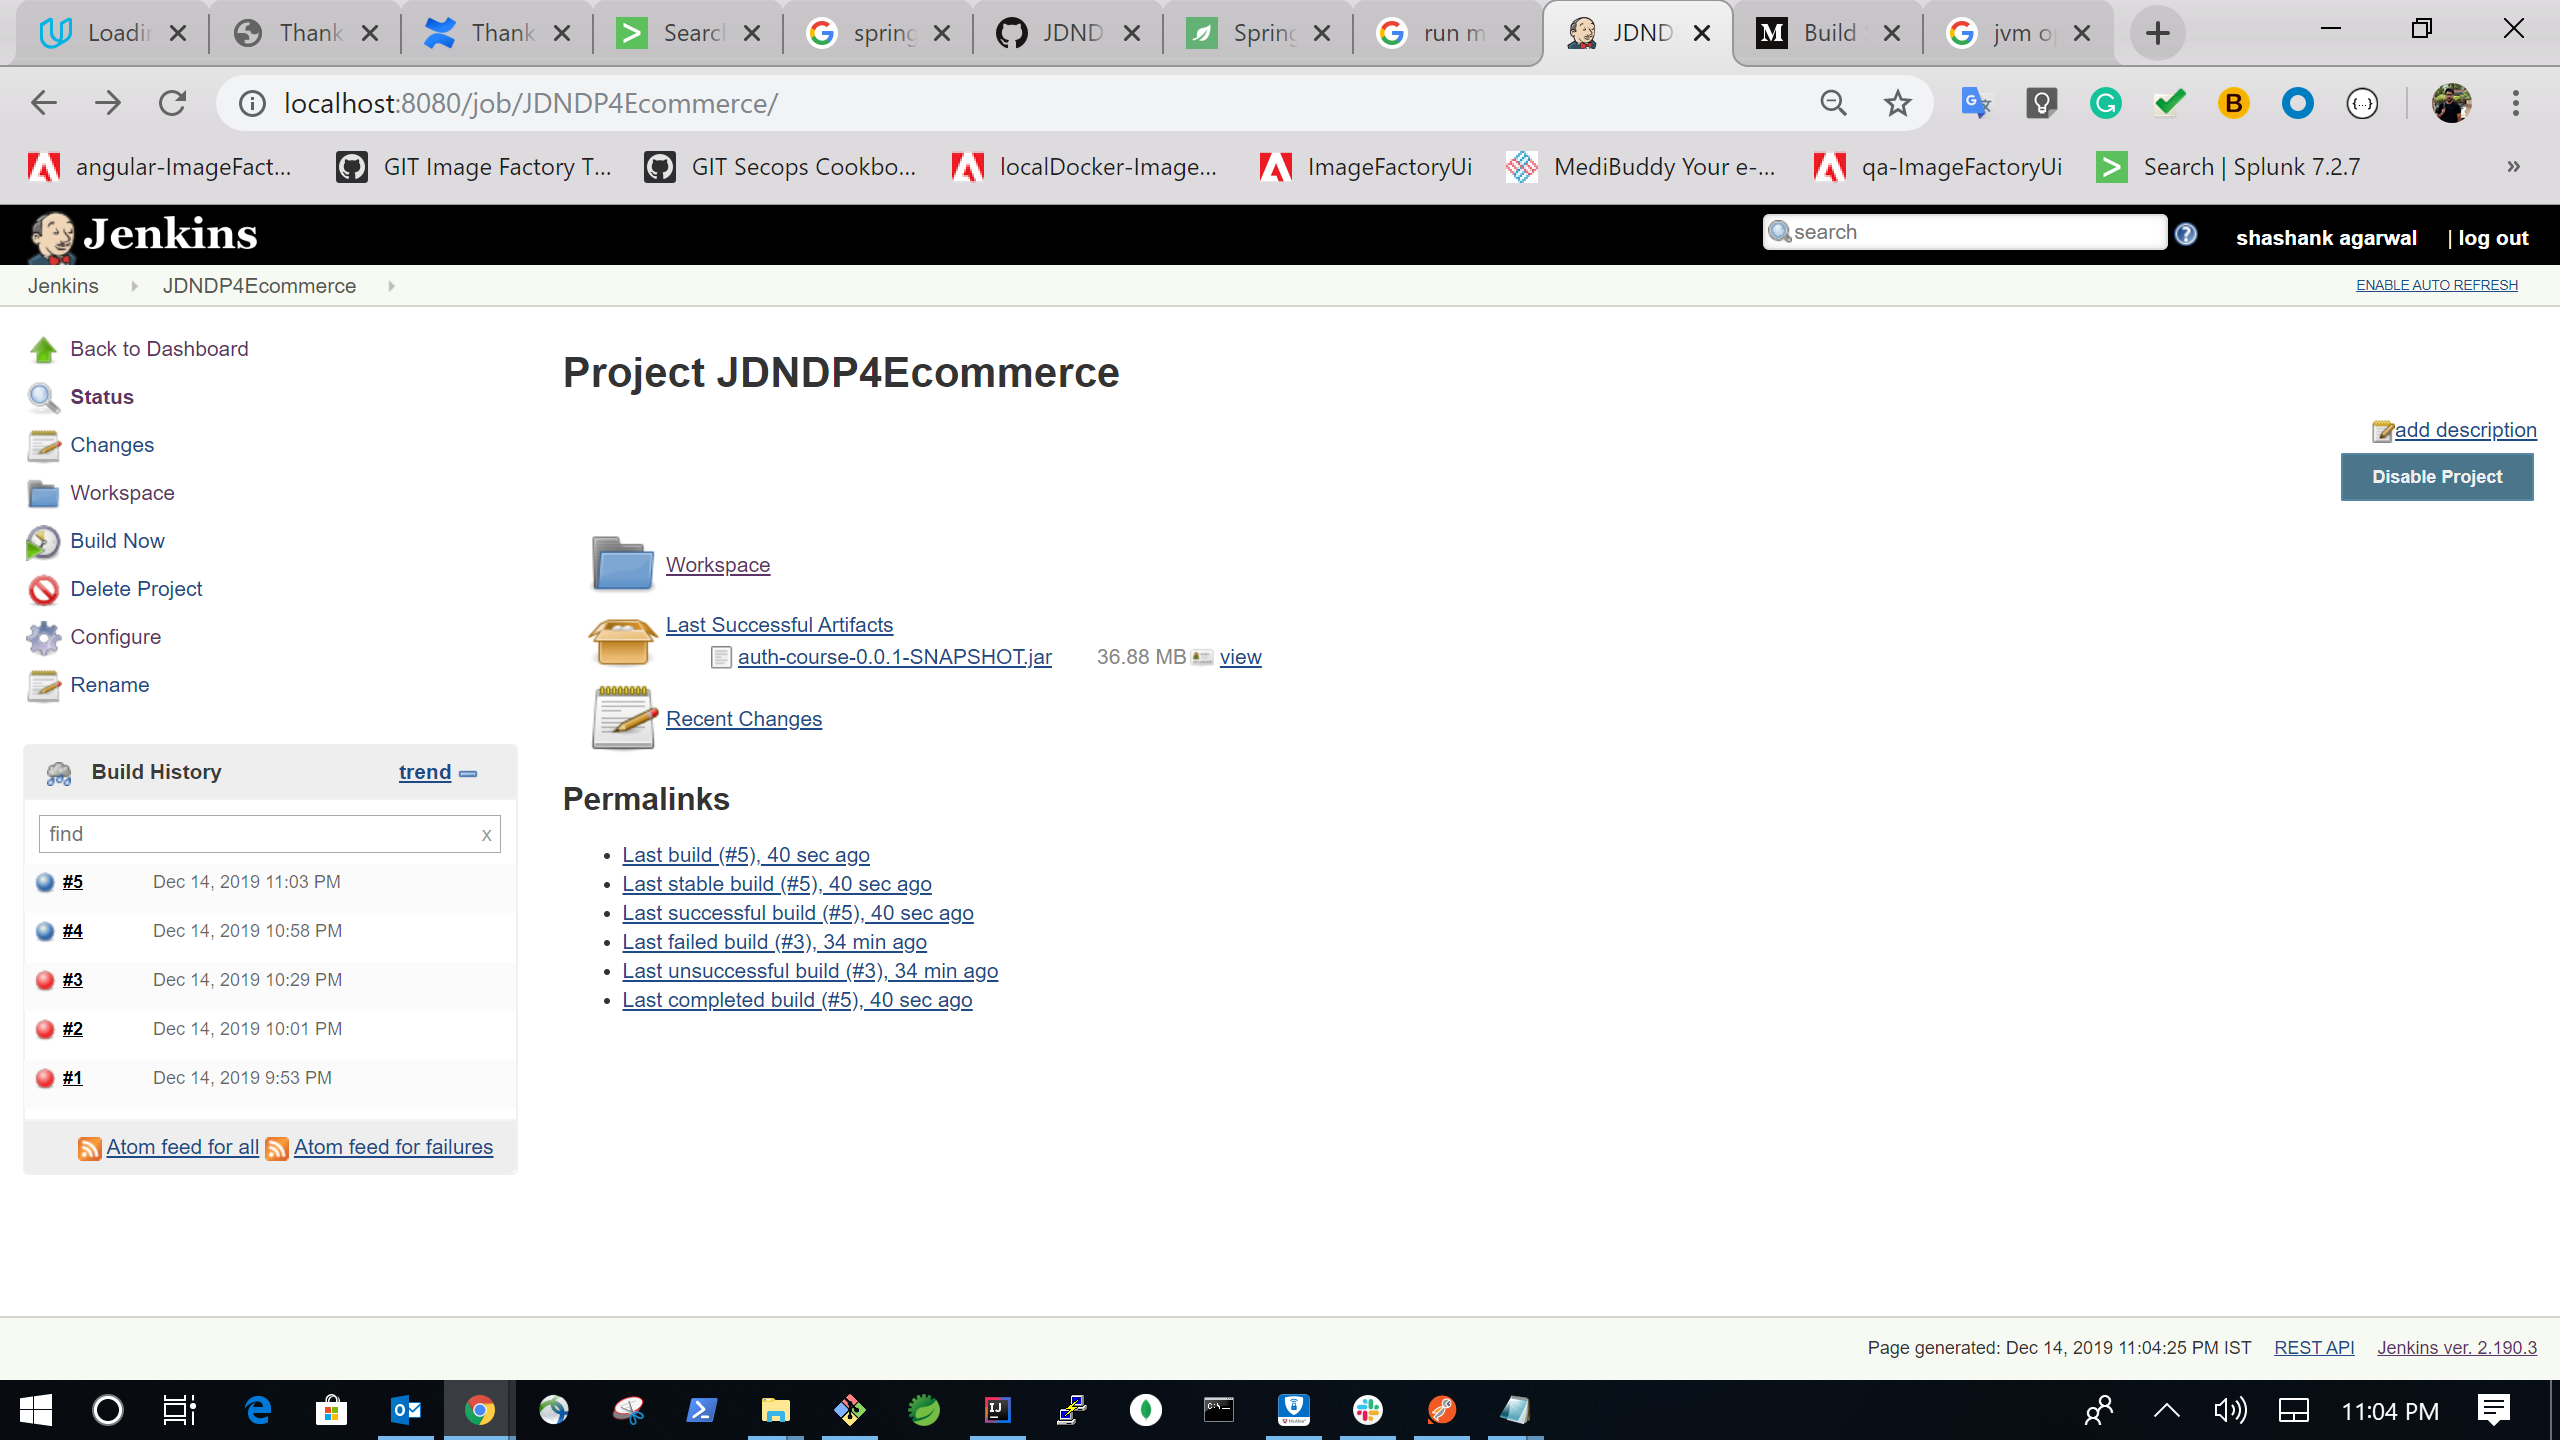 Loadin Thank Thank Search spring JDND Spring run m JDND Build jvm o
localhost:8080/job/JDNDP4Ecommerce/
angular-ImageFact... GIT Image Factory T... GIT Secops Cookbo... localDocker-Image... ImageFactoryUi MediBuddy Your e-... qa-ImageFactoryUi Search | Splunk 7.2.7 »
Jenkins search shashank agarwal | log out
Jenkins JDNDP4Ecommerce ENABLE AUTO REFRESH
Back to Dashboard
Status
Changes
Workspace
Build Now
Delete Project
Configure
Rename
Build History trend
find x
#5 Dec 14, 2019 11:03 PM
#4 Dec 14, 2019 10:58 PM
#3 Dec 14, 2019 10:29 PM
#2 Dec 14, 2019 10:01 PM
#1 Dec 14, 2019 9:53 PM
Atom feed for all Atom feed for failures
Project JDNDP4Ecommerce
add description
Disable Project
Workspace
Last Successful Artifacts
auth-course-0.0.1-SNAPSHOT.jar 36.88 MB view
Recent Changes
Permalinks
• Last build (#5), 40 sec ago
• Last stable build (#5), 40 sec ago
• Last successful build (#5), 40 sec ago
• Last failed build (#3), 34 min ago
• Last unsuccessful build (#3), 34 min ago
• Last completed build (#5), 40 sec ago
Page generated: Dec 14, 2019 11:04:25 PM IST REST API Jenkins ver. 2.190.3
11:04 PM